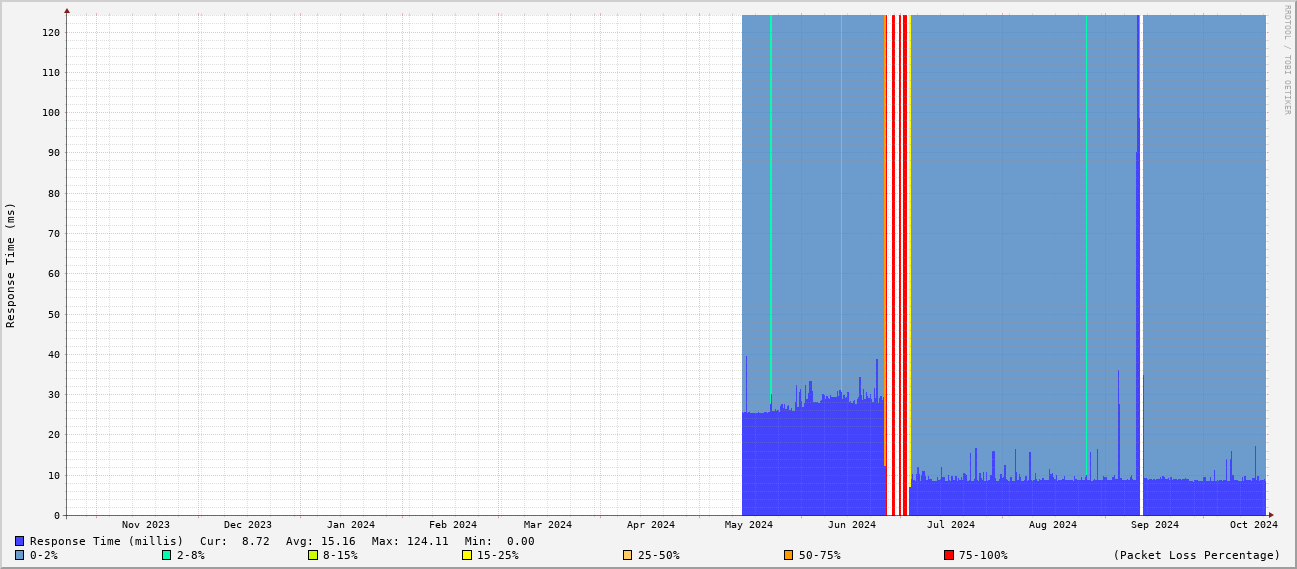 RRDTOOL / TOBI OETIKER
Response Time (ms)
120
110
100
90
80
70
60
50
40
30
20
10
0
Nov 2023 Dec 2023 Jan 2024 Feb 2024 Mar 2024 Apr 2024 May 2024 Jun 2024 Jul 2024 Aug 2024 Sep 2024 Oct 2024
Response Time (millis) Cur: 8.72 Avg: 15.16 Max: 124.11 Min: 0.00
0-2% 2-8% 8-15% 15-25% 25-50% 50-75% 75-100% (Packet Loss Percentage)